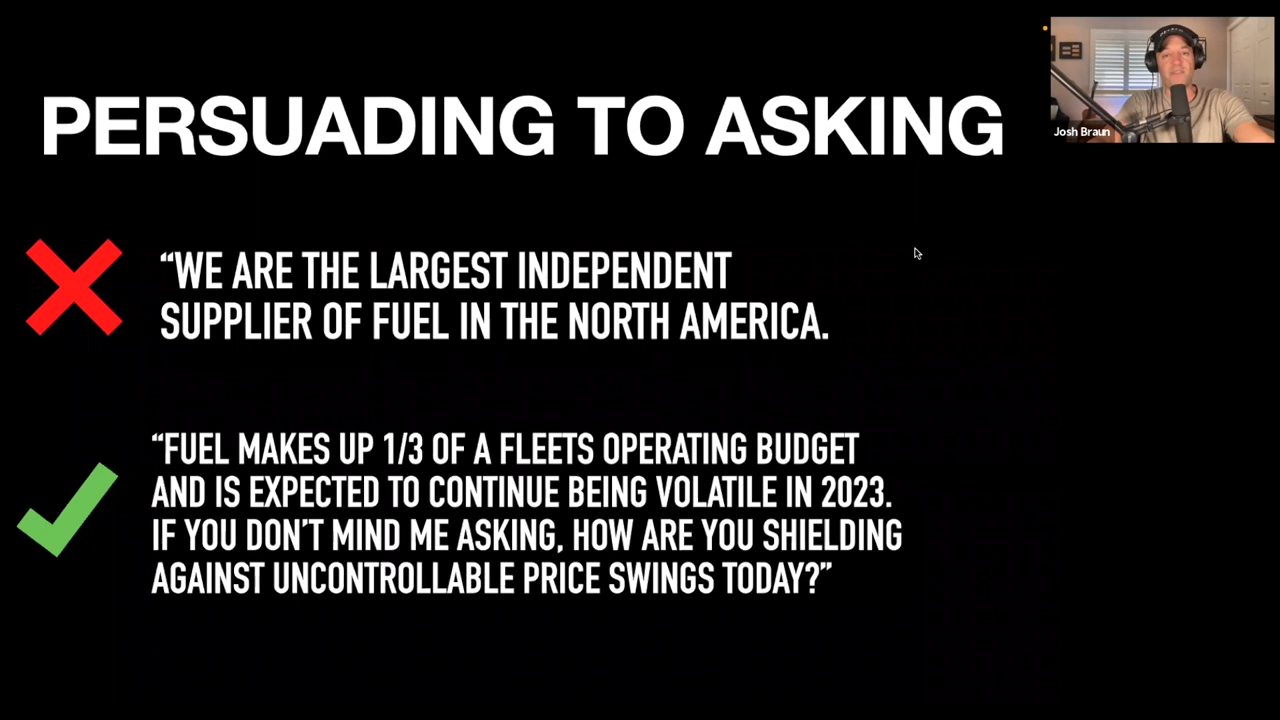 PERSUADING TO ASKING
Josh Braun
“WE ARE THE LARGEST INDEPENDENT
SUPPLIER OF FUEL IN THE NORTH AMERICA.
“FUEL MAKES UP 1/3 OF A FLEETS OPERATING BUDGET
AND IS EXPECTED TO CONTINUE BEING VOLATILE IN 2023.
IF YOU DON’T MIND ME ASKING, HOW ARE YOU SHIELDING
AGAINST UNCONTROLLABLE PRICE SWINGS TODAY?”